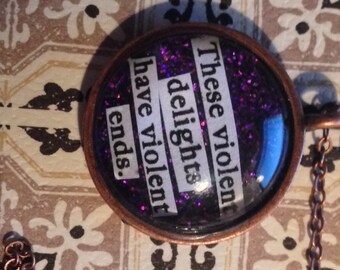 These violent
delights
have violent
ends.